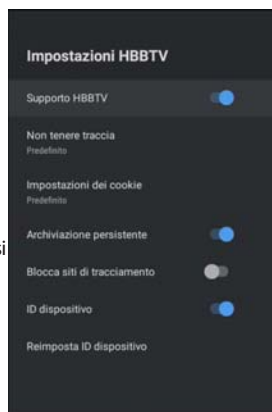 Impostazioni HBBTV
Supporto HBBTV
Non tenere traccia
Predefinito
Impostazioni dei cookie
Predefinito
Archiviazione persistente
si
Blocca siti di tracciamento
ID dispositivo
Reimposta ID dispositivo